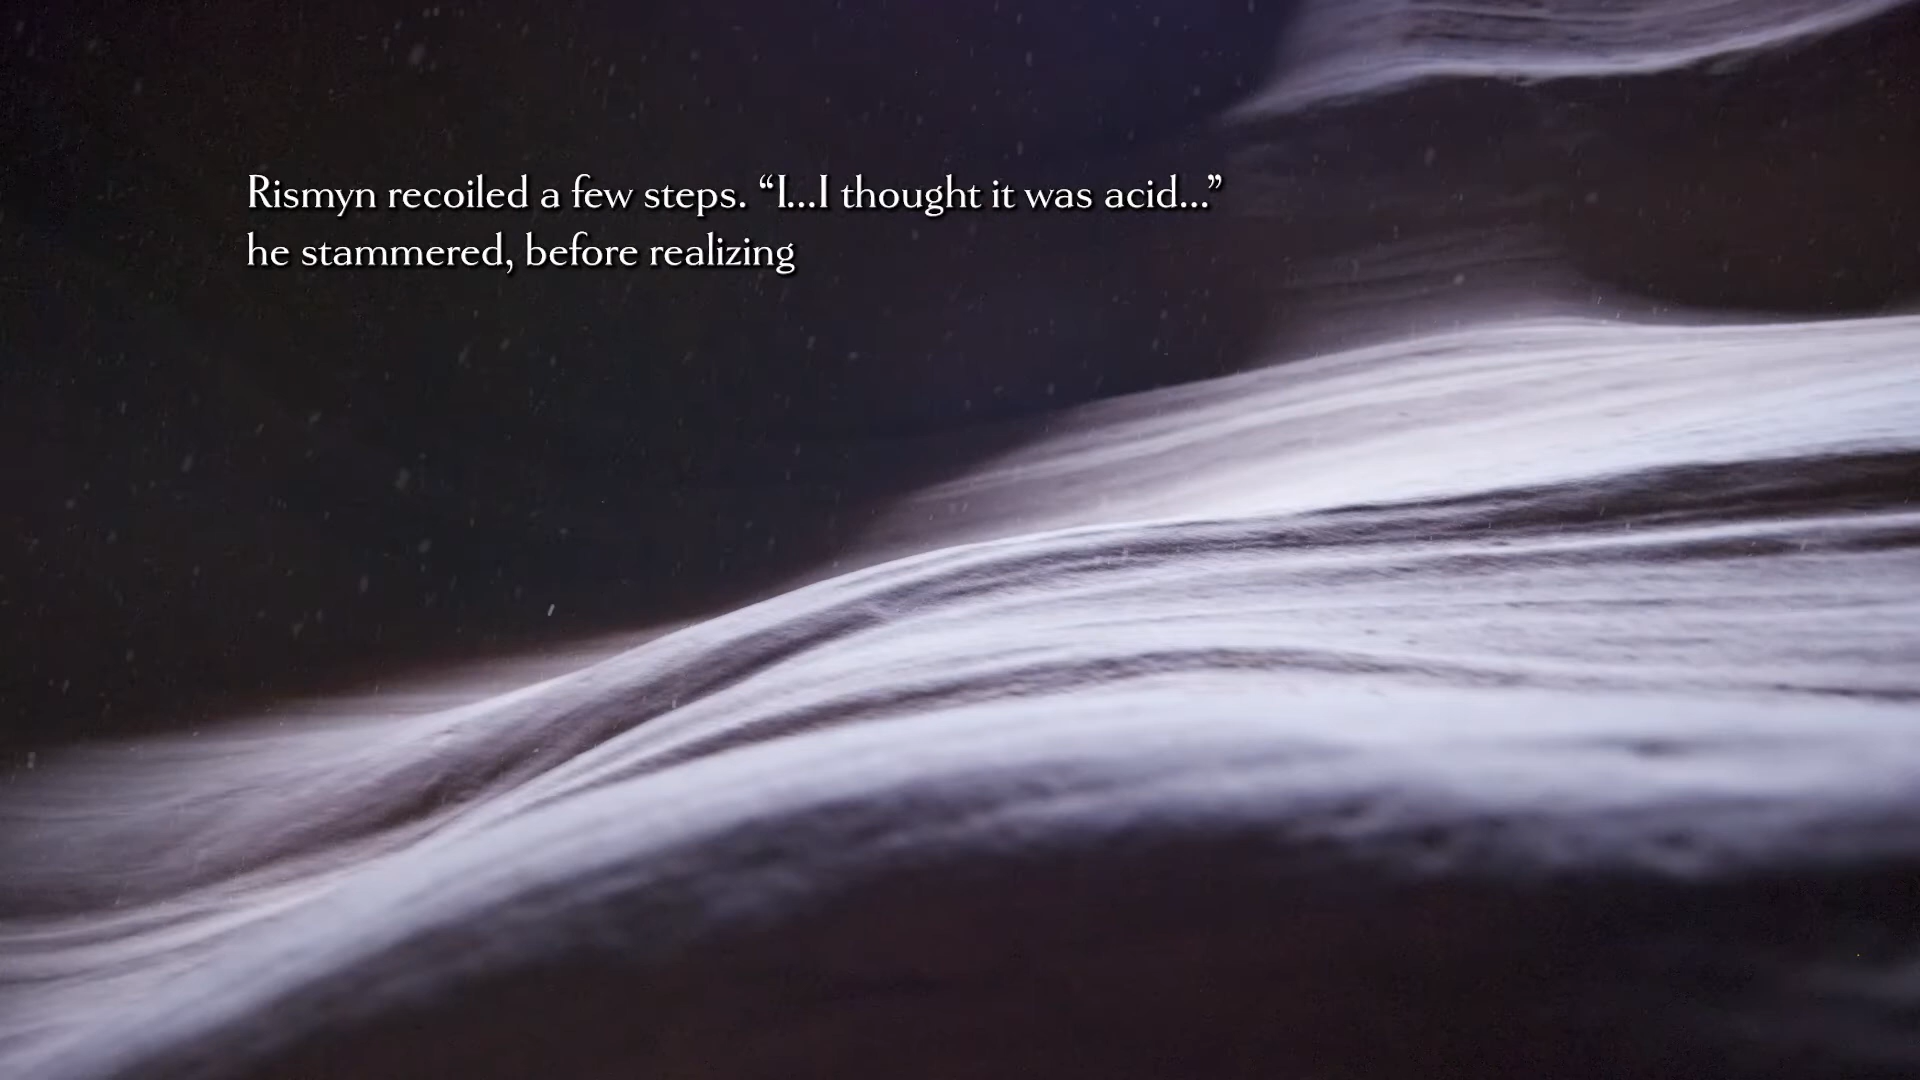 Rismyn recoiled a few steps. “I...I thought it was acid...”
he stammered, before realizing